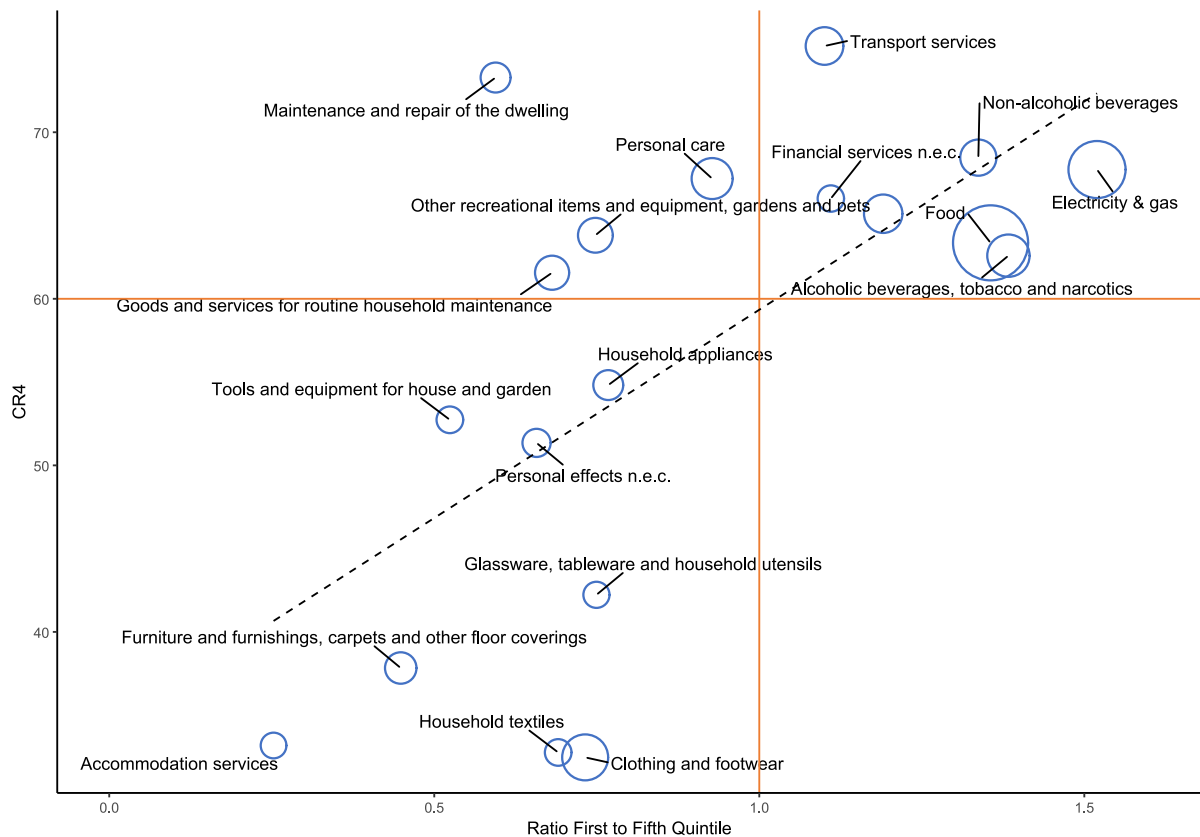 Transport services
70
Maintenance and repair of the dwelling
Non-alcoholic beverages
Personal care
Financial services n.e.c.
Other recreational items and equipment, gardens and pets
Electricity & gas
Food
Alcoholic beverages, tobacco and narcotics
60
Goods and services for routine household maintenance
Household appliances
Tools and equipment for house and garden
CR4
50
Personal effects n.e.c.
Glassware, tableware and household utensils
40
Furniture and furnishings, carpets and other floor coverings
Household textiles
Accommodation services
Clothing and footwear
0.0
0.5
1.0
1.5
Ratio First to Fifth Quintile